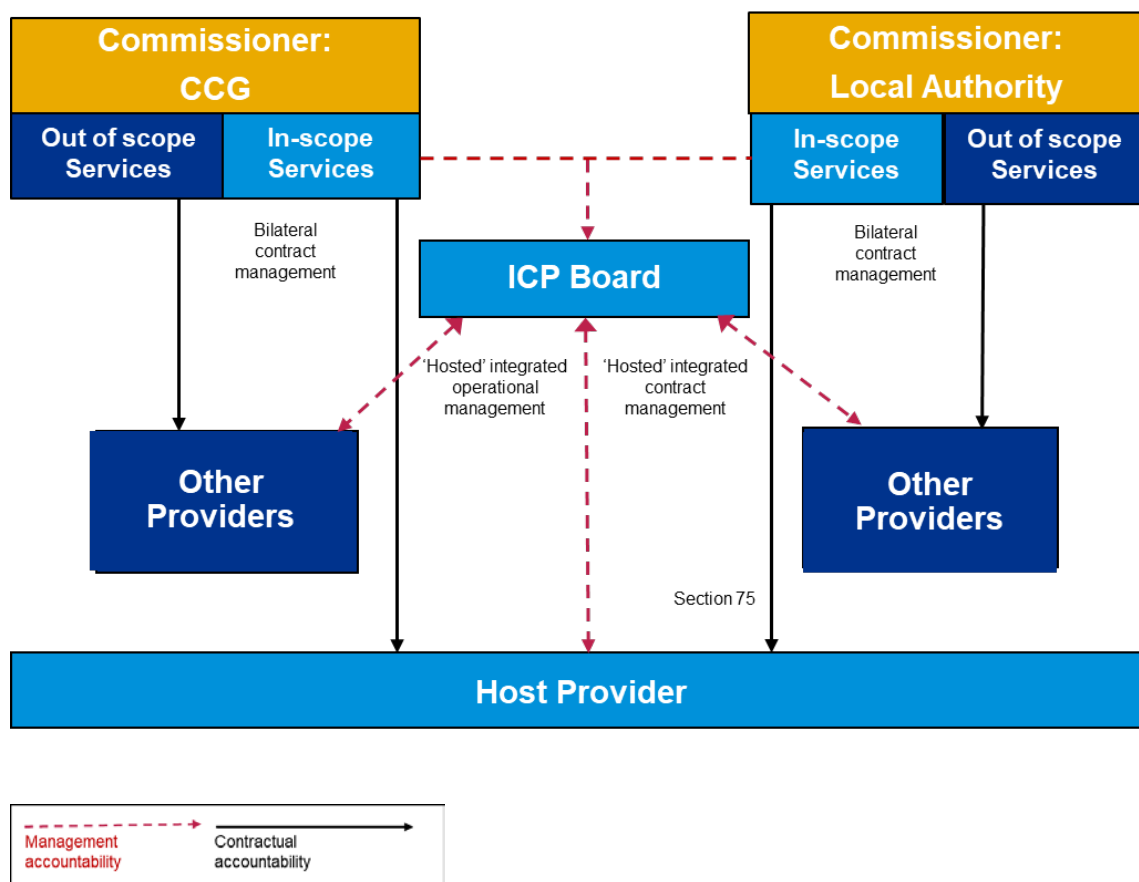 Commissioner:
CCG
Out of scope
Services
In-scope
Services
Commissioner:
Local Authority
In-scope
Services
Out of scope
Services
Bilateral
contract
management
Bilateral
contract
management
ICP Board
‘Hosted’ integrated
operational
management
‘Hosted’ integrated
contract
management
Other
Providers
Other
Providers
Section 75
Host Provider
Management
accountability
Contractual
accountability